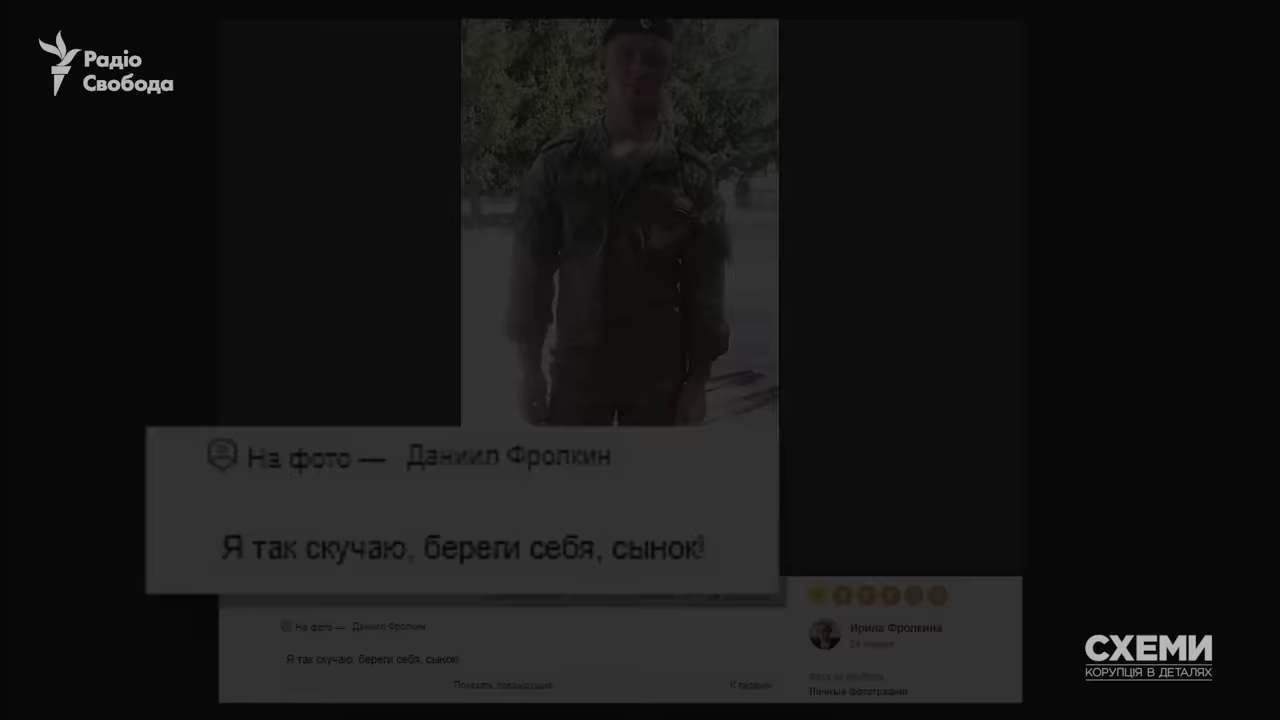 Радіо
Свобода
На фото — Даниил Фролкин
Я так скучаю, береги себя, сынок!
На фото — Даниил Фролкин
Я так скучаю, береги себя, сынок!
Показать предыдущие
К первым
Ирина Фролкина
Личные фотографии
СХЕМИ
КОРУПЦІЯ В ДЕТАЛЯХ